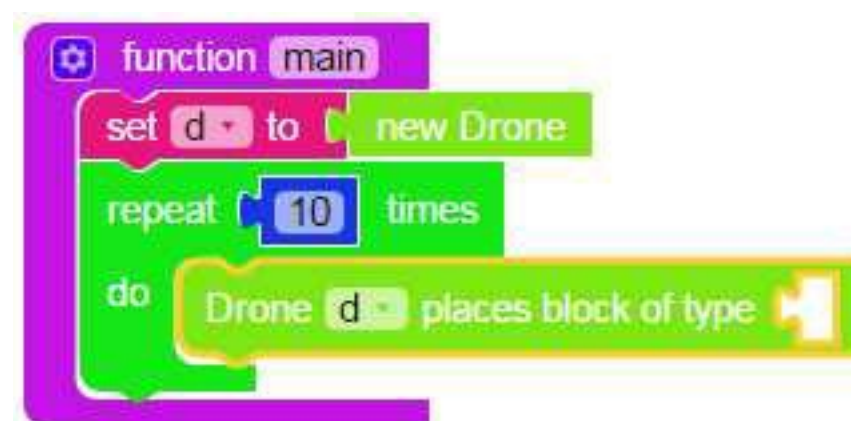 function main
set d to new Drone
repeat 10 times
do Drone d places block of type